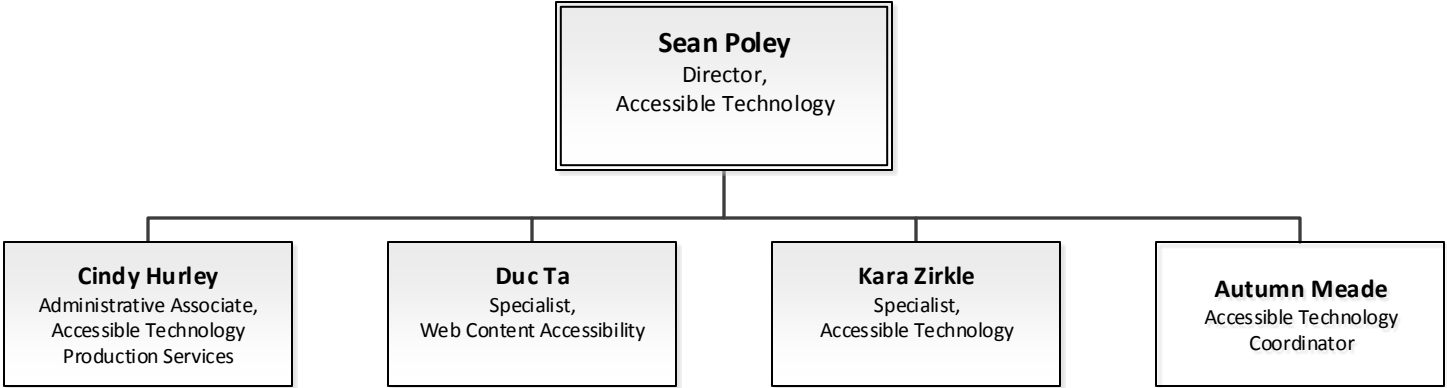 Sean Poley
Director,
Accessible Technology
Cindy Hurley
Administrative Associate,
Accessible Technology
Production Services
Duc Ta
Specialist,
Web Content Accessibility
Kara Zirkle
Specialist,
Accessible Technology
Autumn Meade
Accessible Technology
Coordinator